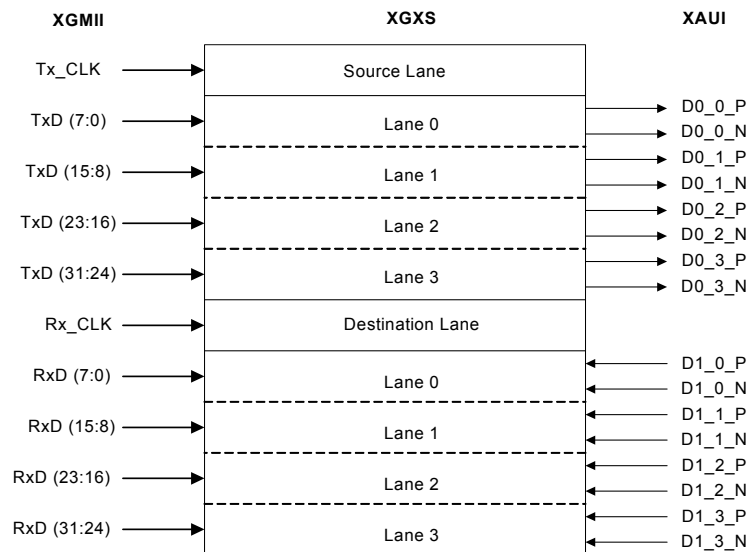 XGMII XGXS XAUI
Tx_CLK Source Lane
TxD (7:0) Lane 0 D0_0_P
D0_0_N
TxD (15:8) Lane 1 D0_1_P
D0_1_N
TxD (23:16) Lane 2 D0_2_P
D0_2_N
TxD (31:24) Lane 3 D0_3_P
D0_3_N
Rx_CLK Destination Lane
RxD (7:0) Lane 0 D1_0_P
D1_0_N
RxD (15:8) Lane 1 D1_1_P
D1_1_N
RxD (23:16) Lane 2 D1_2_P
D1_2_N
RxD (31:24) Lane 3 D1_3_P
D1_3_N